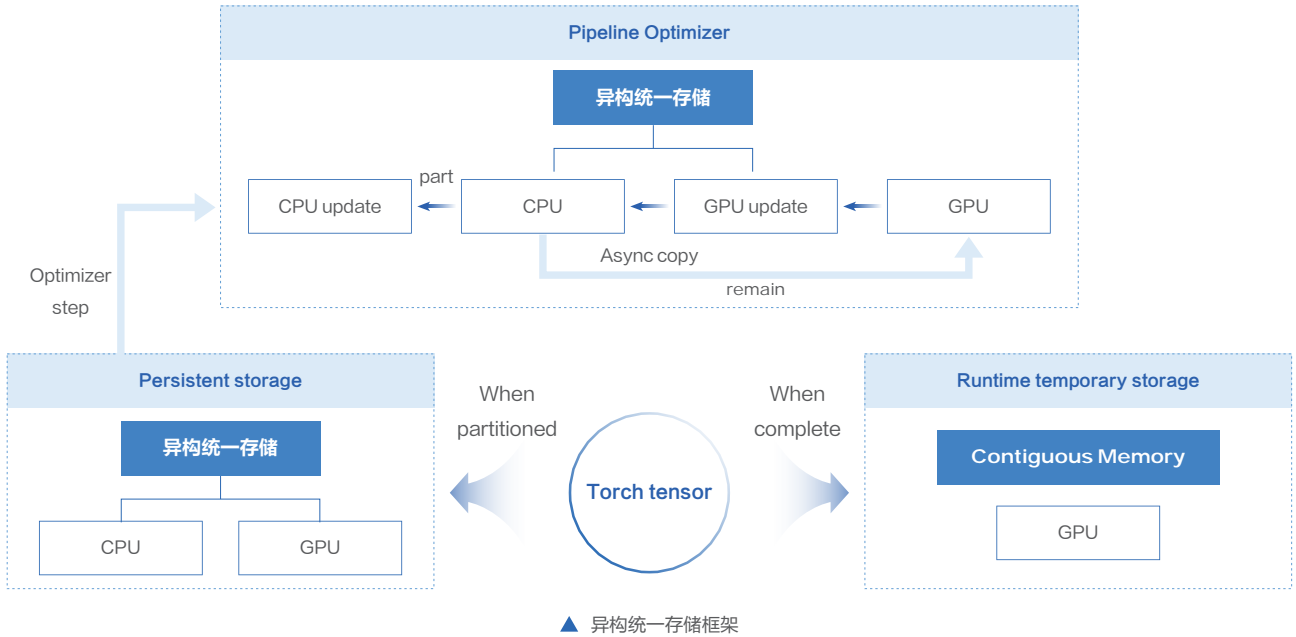 Pipeline Optimizer
异构统一存储
part
CPU update
CPU
GPU update
GPU
Async copy
remain
Optimizer
step
Persistent storage
异构统一存储
CPU
GPU
When
partitioned
Torch tensor
When
complete
Runtime temporary storage
Contiguous Memory
GPU
▲ 异构统一存储框架